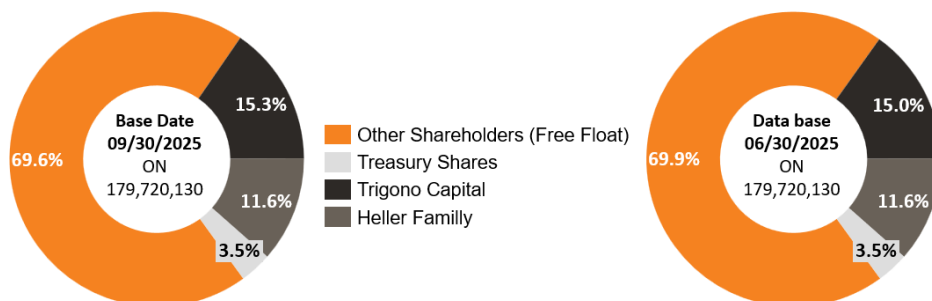 15.3%
Base Date
09/30/2025
ON
179,720,130
69.6%
11.6%
3.5%
Other Shareholders (Free Float)
Treasury Shares
Trigono Capital
Heller Familly
15.0%
Data base
06/30/2025
ON
179,720,130
69.9%
11.6%
3.5%